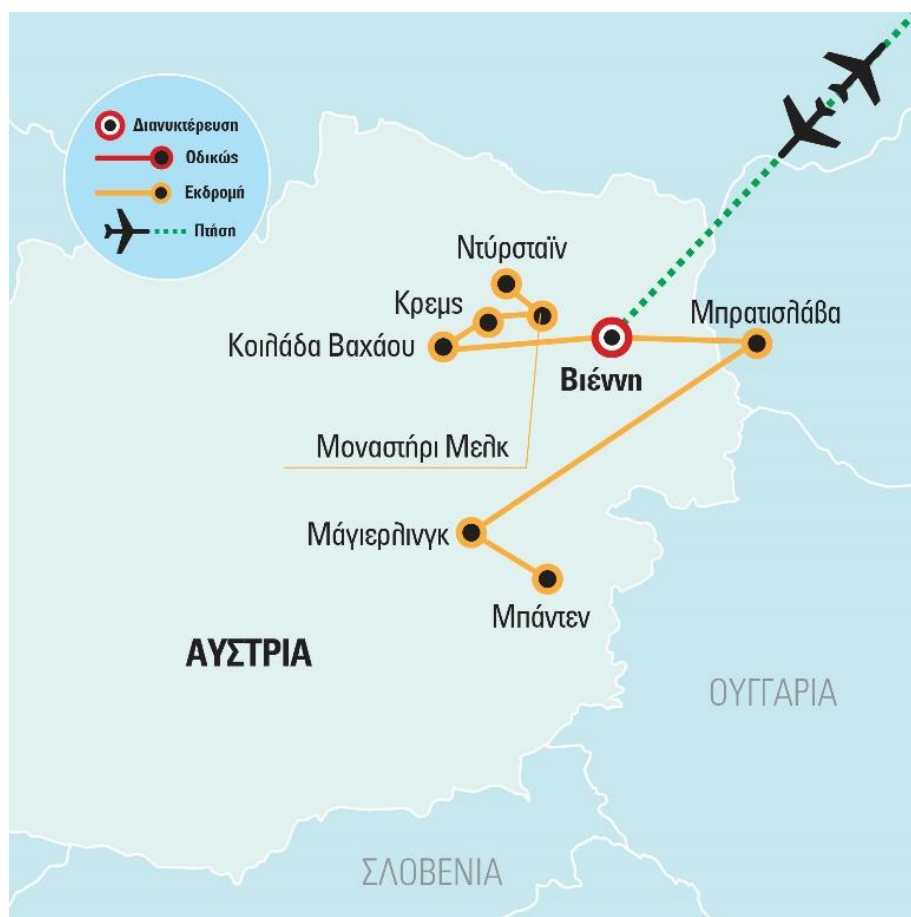 Διανυκτέρευση
Οδικώς
Εκδρομή
Πτήση
Ντύρσταϊν
Κρεμς
Μπρατισλάβα
Κοιλάδα Βαχάου
Βιέννη
Μοναστήρι Μελκ
Μάγιερλινγκ
Μπάντεν
ΑΥΣΤΡΙΑ
ΟΥΓΓΑΡΙΑ
ΣΛΟΒΕΝΙΑ